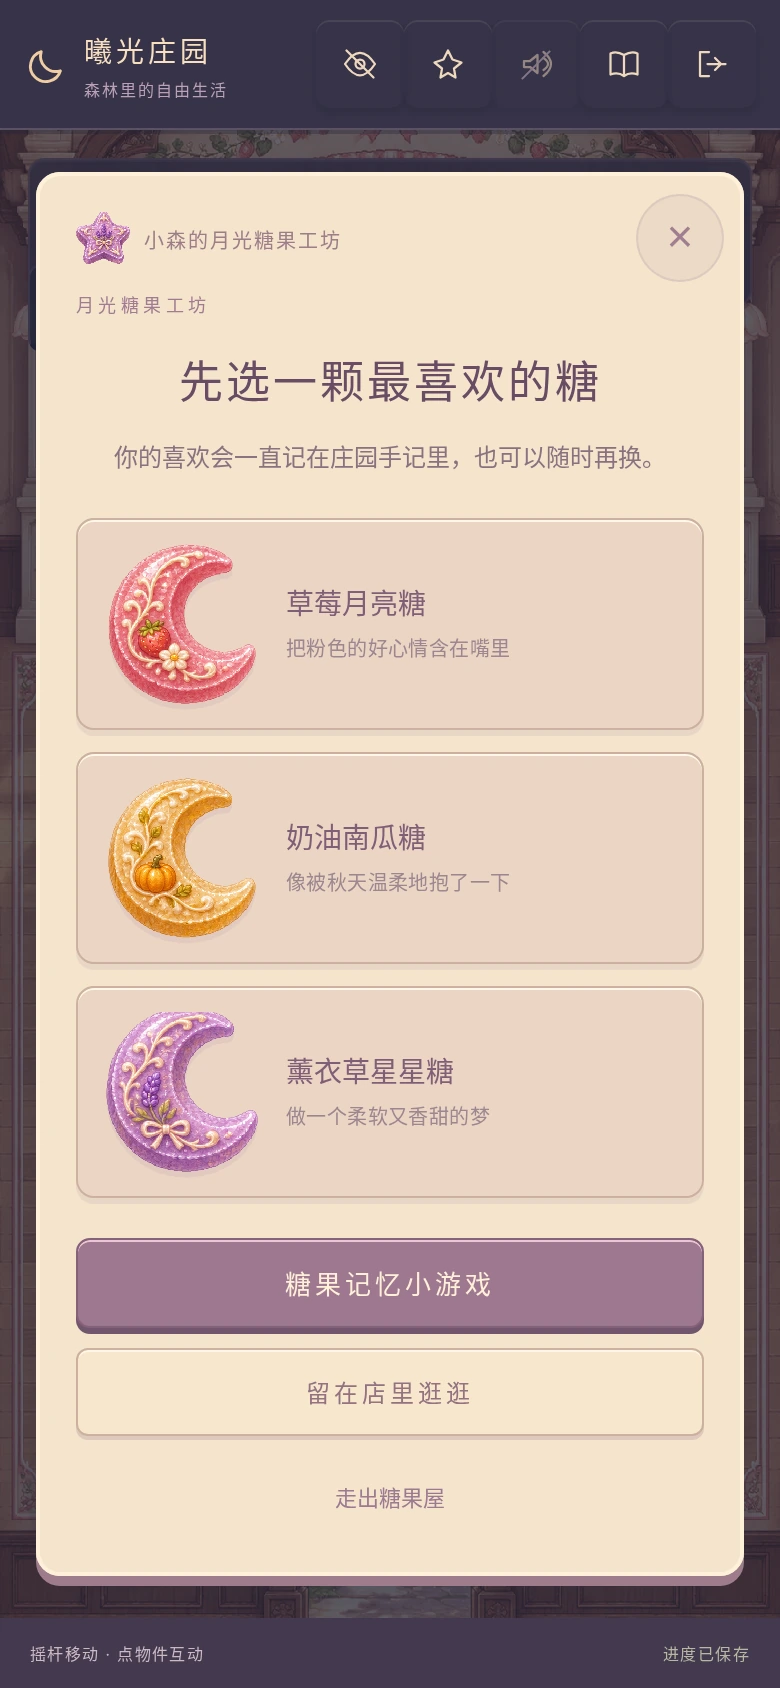 曦光庄园
森林里的自由生活
小森的月光糖果工坊
月光糖果工坊
先选一颗最喜欢的糖
你的喜欢会一直记在庄园手记里，也可以随时再换。
草莓月亮糖
把粉色的好心情含在嘴里
奶油南瓜糖
像被秋天温柔地抱了一下
薰衣草星星糖
做一个柔软又香甜的梦
糖果记忆小游戏
留在店里逛逛
走出糖果屋
摇杆移动 · 点物件互动
进度已保存